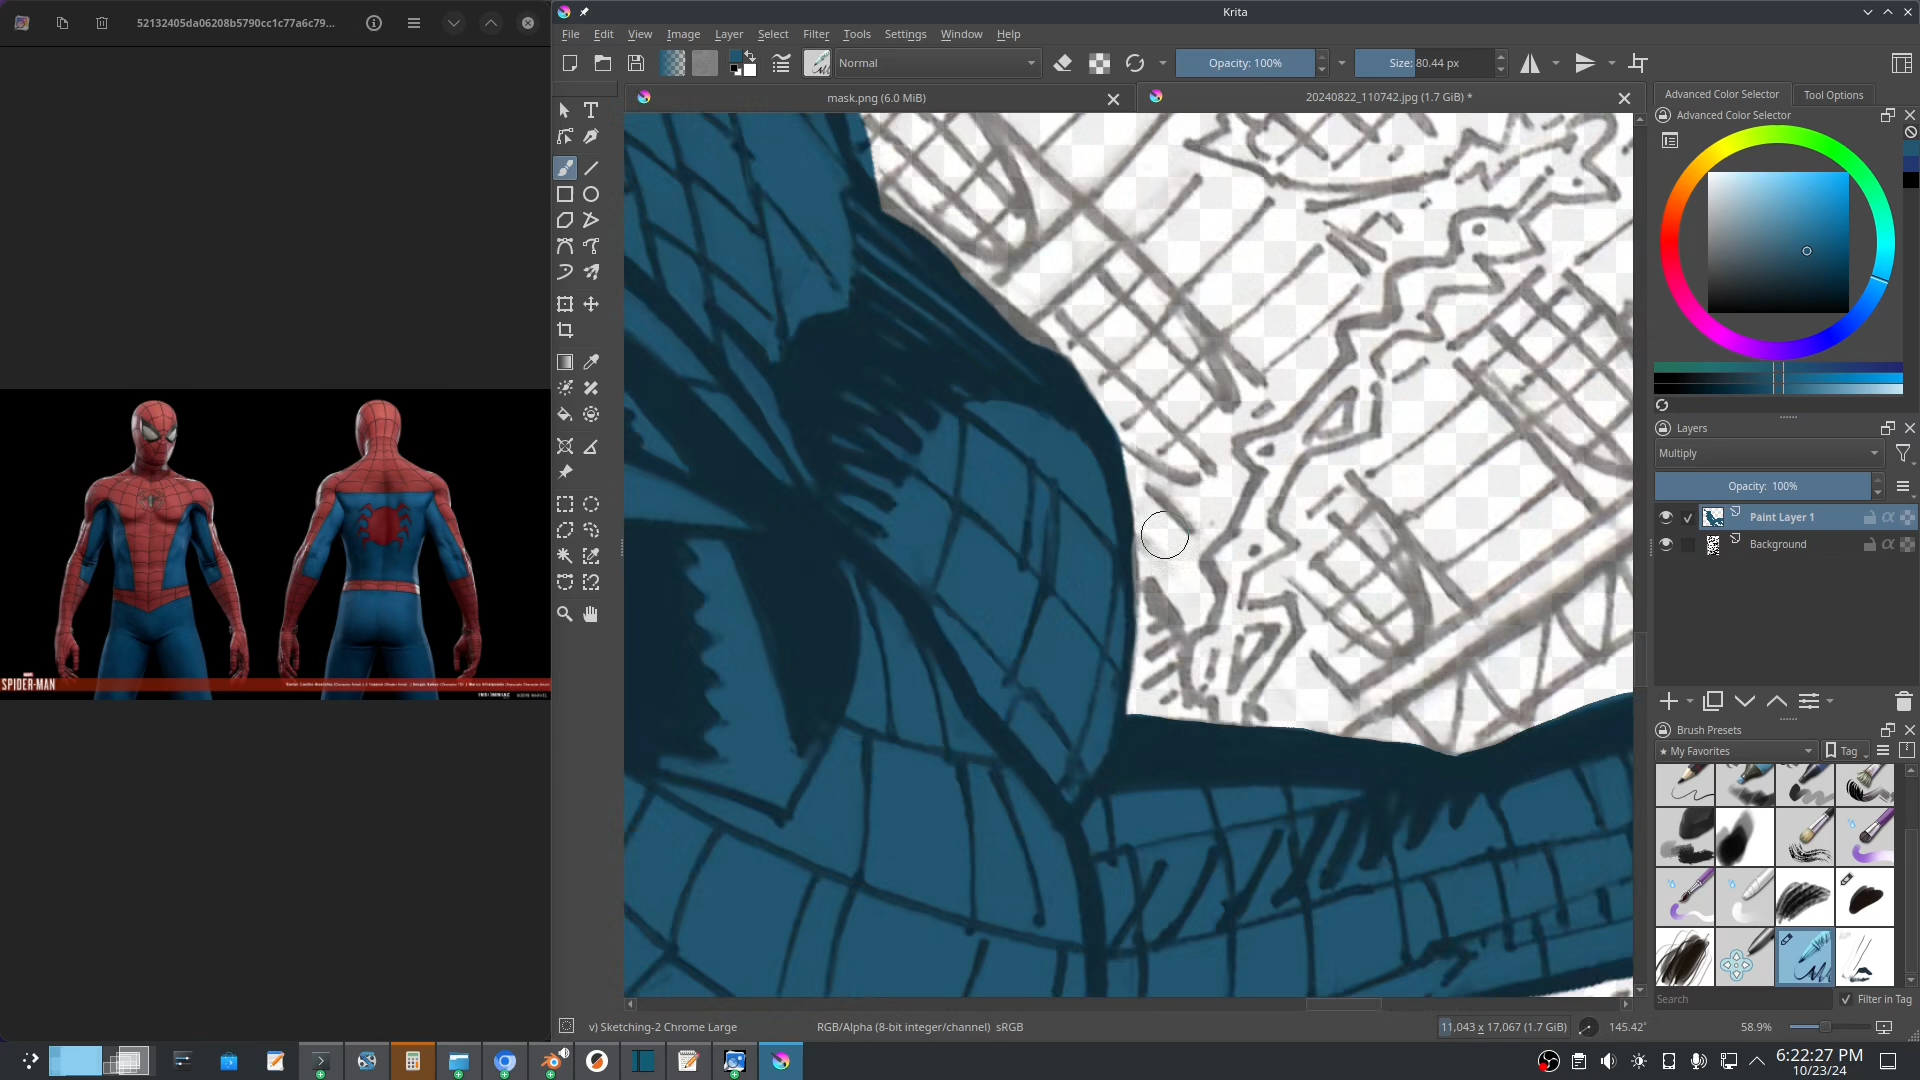 52132405da06208b5790cc1c77a6c79...
Krita
File Edit View Image Layer Select Filter Tools Settings Window Help
Normal
Opacity: 100%
Size: 80.44 px
mask.png (6.0 MiB)
20240822_110742.jpg (1.7 GiB) *
Advanced Color Selector
Tool Options
Advanced Color Selector
Layers
Multiply
Opacity: 100%
Paint Layer 1
Background
Brush Presets
★ My Favorites
Tag
Search
Filter in Tag
SPIDER-MAN
v) Sketching-2 Chrome Large
RGB/Alpha (8-bit integer/channel) sRGB
11,043 x 17,067 (1.7 GiB)
145.42°
58.9%
6:22:27 PM
10/23/24